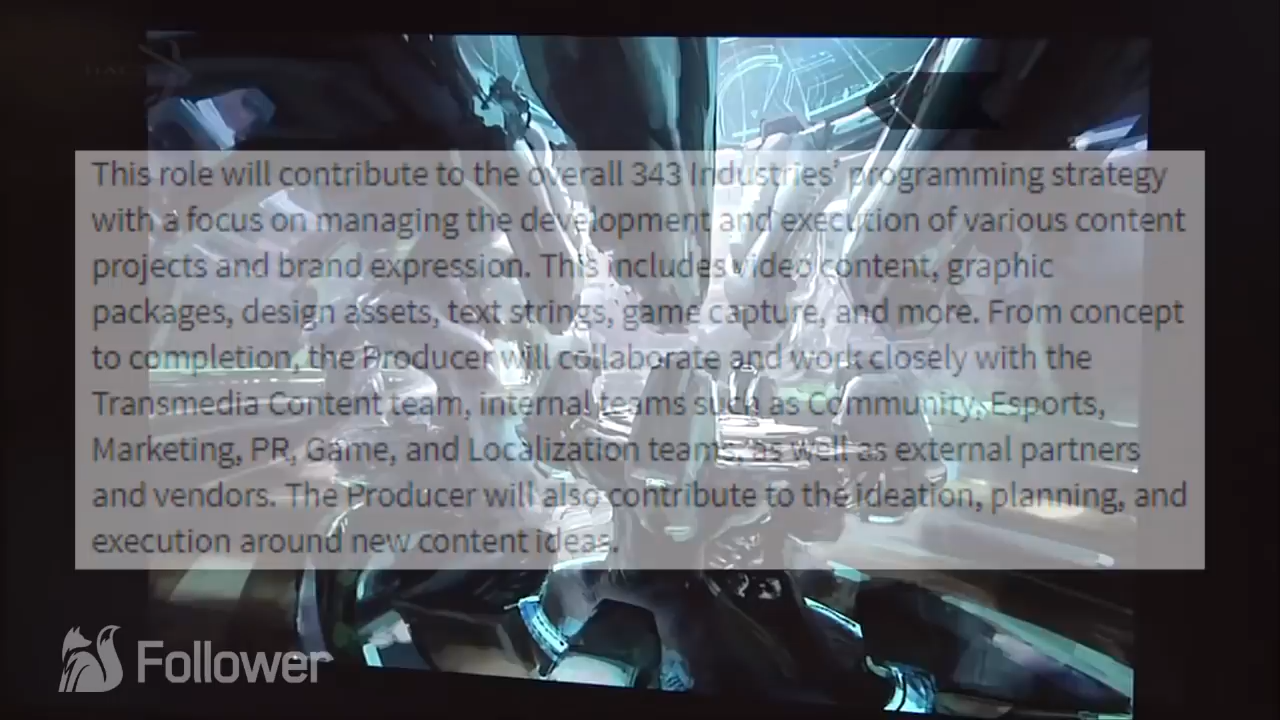 This role will contribute to the overall 343 Industries’ programming strategy
with a focus on managing the development and execution of various content
projects and brand expression. This includes video content, graphic
packages, design assets, text strings, game capture, and more. From concept
to completion, the Producer will collaborate and work closely with the
Transmedia Content team, internal teams such as Community, Esports,
Marketing, PR, Game, and Localization teams, as well as external partners
and vendors. The Producer will also contribute to the ideation, planning, and
execution around new content ideas.
Follower